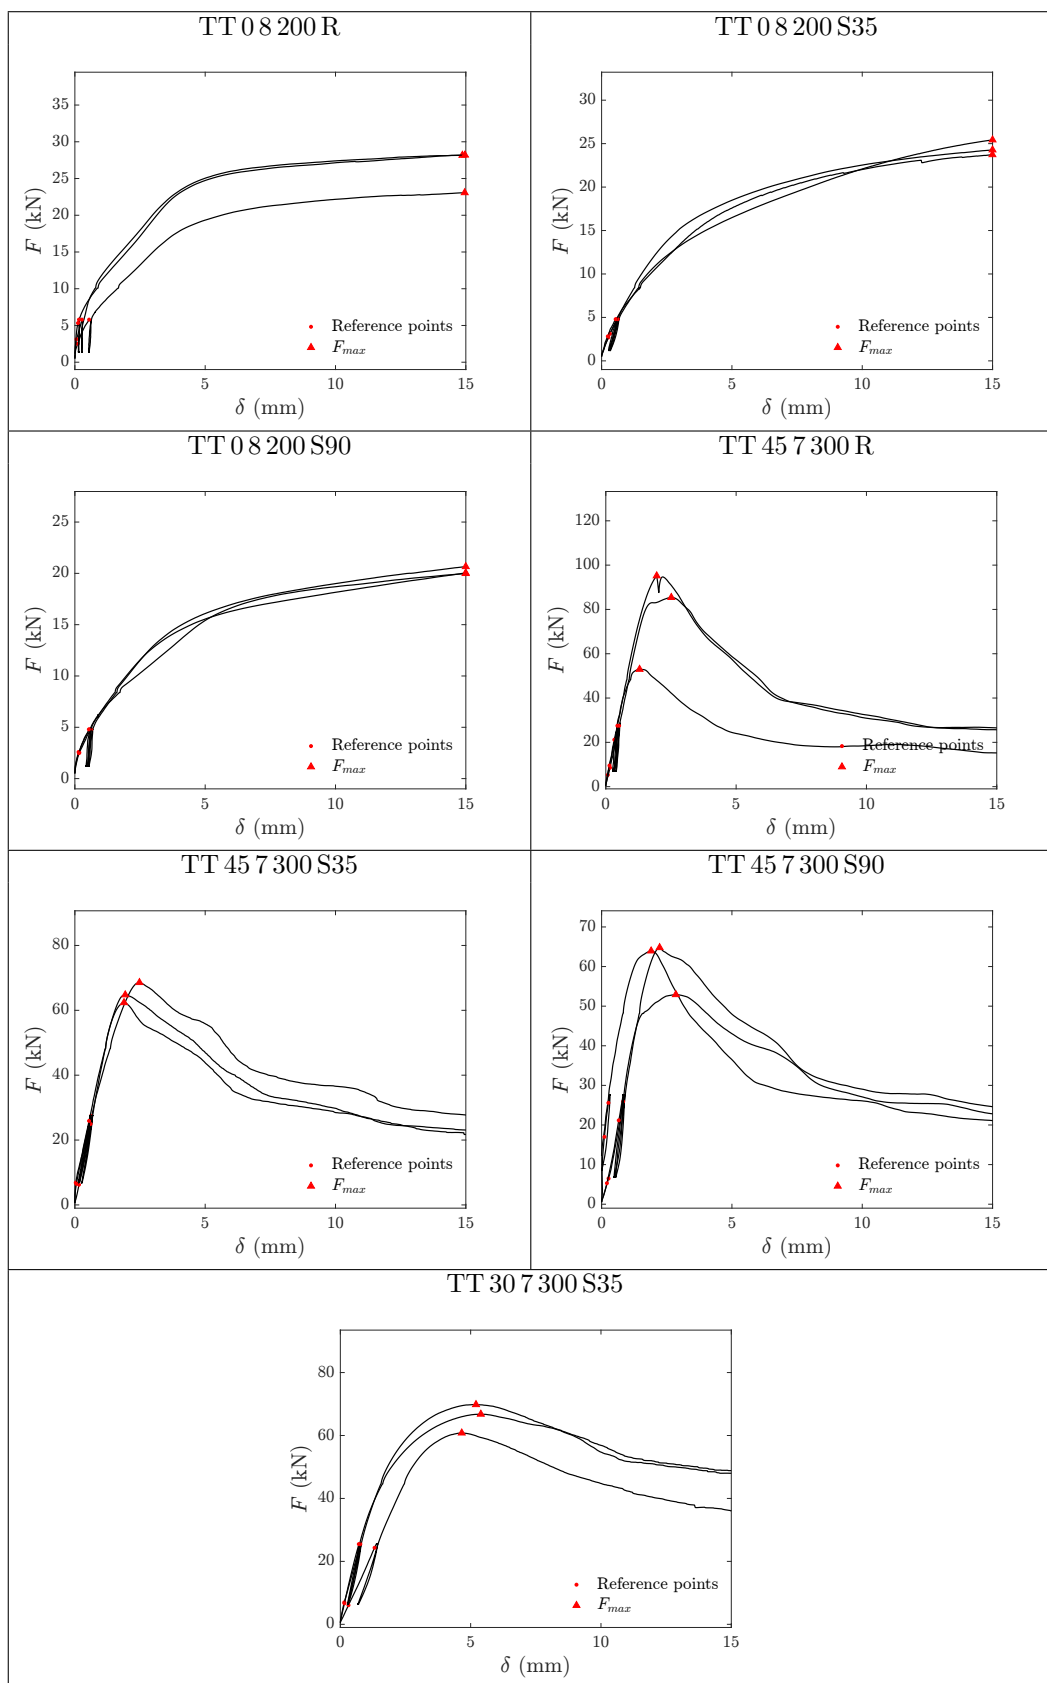 TT 0 8 200 R
35
30
25
20
15
10
5
0
F (kN)
0 5 10 15
δ (mm)
Reference points
Fmax
TT 0 8 200 S35
30
25
20
15
10
5
0
F (kN)
0 5 10 15
δ (mm)
Reference points
Fmax
TT 0 8 200 S90
25
20
15
10
5
0
F (kN)
0 5 10 15
δ (mm)
Reference points
Fmax
TT 45 7 300 R
120
100
80
60
40
20
0
F (kN)
0 5 10 15
δ (mm)
Reference points
Fmax
TT 45 7 300 S35
80
60
40
20
0
F (kN)
0 5 10 15
δ (mm)
Reference points
Fmax
TT 45 7 300 S90
70
60
50
40
30
20
10
0
F (kN)
0 5 10 15
δ (mm)
Reference points
Fmax
TT 30 7 300 S35
80
60
40
20
0
F (kN)
0 5 10 15
δ (mm)
Reference points
Fmax